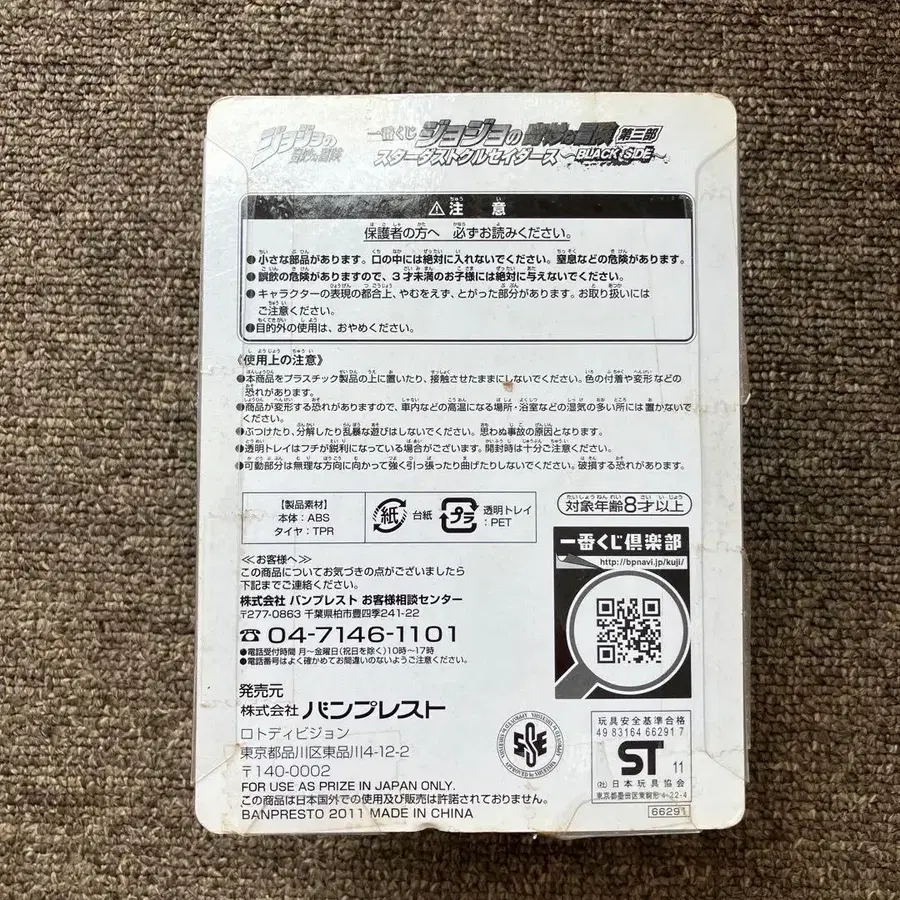 ジョジョの
奇妙な冒険
一番くじ ジョジョの奇妙な冒険 第三部
スターダストクルセイダース ~BLACK SIDE~
⚠注意
保護者の方へ 必ずお読みください。
●小さな部品があります。口の中には絶対に入れないでください。窒息などの危険があります。
●誤飲の危険がありますので、3才未満のお子様には絶対に与えないでください。
●キャラクターの表現の都合上、やむをえず、とがった部分があります。お取り扱いには
ご注意ください。
●目的外の使用は、おやめください。
《使用上の注意》
●本商品をプラスチック製品の上に置いたり、接触させたままにしないでください。色の付着や変形などの
恐れがあります。
●商品が変形する恐れがありますので、車内などの高温になる場所・浴室などの湿気の多い所には置かないで
ください。
●ぶつけたり、分解したり乱暴な遊びはしないでください。思わぬ事故の原因となります。
●透明トレイはフチが鋭利になっている場合がございます。開封時は十分ご注意ください。
●可動部分は無理な方向に向かって強く引っ張ったり曲げたりしないでください。破損する恐れがあります。
【製品素材】
本体:ABS
タイヤ:TPR
紙 台紙
プラ 透明トレイ
:PET
対象年齢8才以上
≪お客様へ≫
この商品についてお気づきの点がございましたら
下記までご連絡ください。
株式会社 バンプレスト お客様相談センター
〒277-0863 千葉県柏市豊四季241-22
☎04-7146-1101
●電話受付時間 月~金曜日(祝日を除く)10時~17時
●電話番号はよく確かめてお間違いのないようご注意ください。
一番くじ倶楽部
http://bpnavi.jp/kuji/
発売元
株式会社 バンプレスト
ロトディビジョン
東京都品川区東品川4-12-2
〒140-0002
FOR USE AS PRIZE IN JAPAN ONLY.
この商品は日本国外での使用及び販売は許諾されておりません。
BANPRESTO 2011 MADE IN CHINA
玩具安全基準合格
49 83164 66291 7
ST 11
(社)日本玩具協会
東京都墨田区東駒形4-22-4
66291